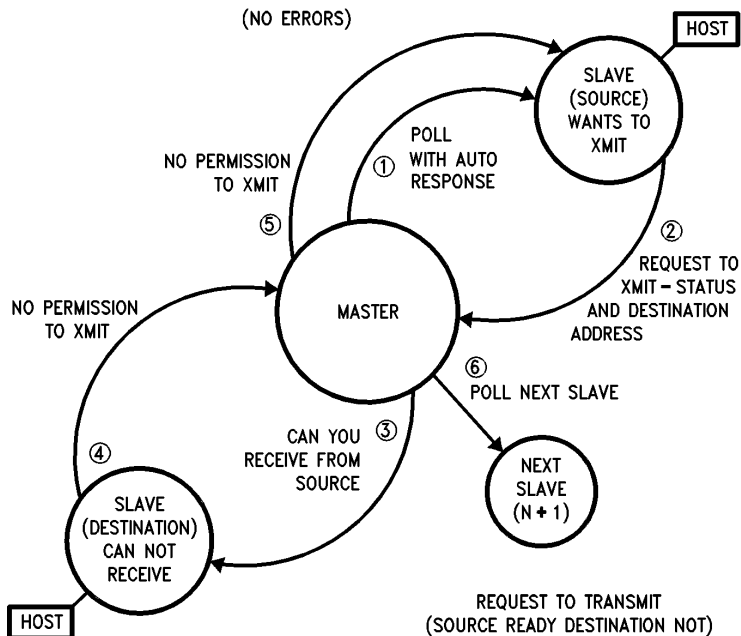 (NO ERRORS)
HOST
SLAVE
(SOURCE)
WANTS TO
XMIT
POLL
WITH AUTO
RESPONSE
①
NO PERMISSION
TO XMIT
⑤
②
REQUEST TO
XMIT – STATUS
AND DESTINATION
ADDRESS
MASTER
NO PERMISSION
TO XMIT
⑥
POLL NEXT SLAVE
③
CAN YOU
RECEIVE FROM
SOURCE
④
NEXT
SLAVE
(N + 1)
SLAVE
(DESTINATION)
CAN NOT
RECEIVE
HOST
REQUEST TO TRANSMIT
(SOURCE READY DESTINATION NOT)